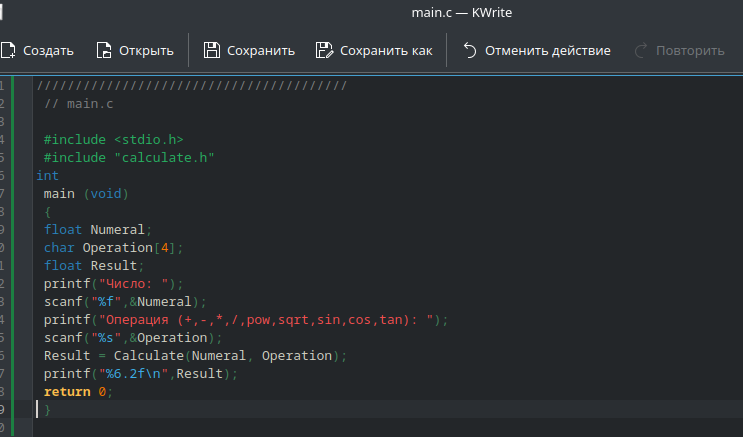 main.c — KWrite
Создать Открыть Сохранить Сохранить как Отменить действие Повторить
1 ////////////////////////////////////////
2 // main.c
3
4 #include <stdio.h>
5 #include "calculate.h"
6 int
7 main (void)
8 {
9 float Numeral;
0 char Operation[4];
1 float Result;
2 printf("Число: ");
3 scanf("%f",&Numeral);
4 printf("Операция (+,-,*,/,pow,sqrt,sin,cos,tan): ");
5 scanf("%s",&Operation);
6 Result = Calculate(Numeral, Operation);
7 printf("%6.2f\n",Result);
8 return 0;
9 }
0